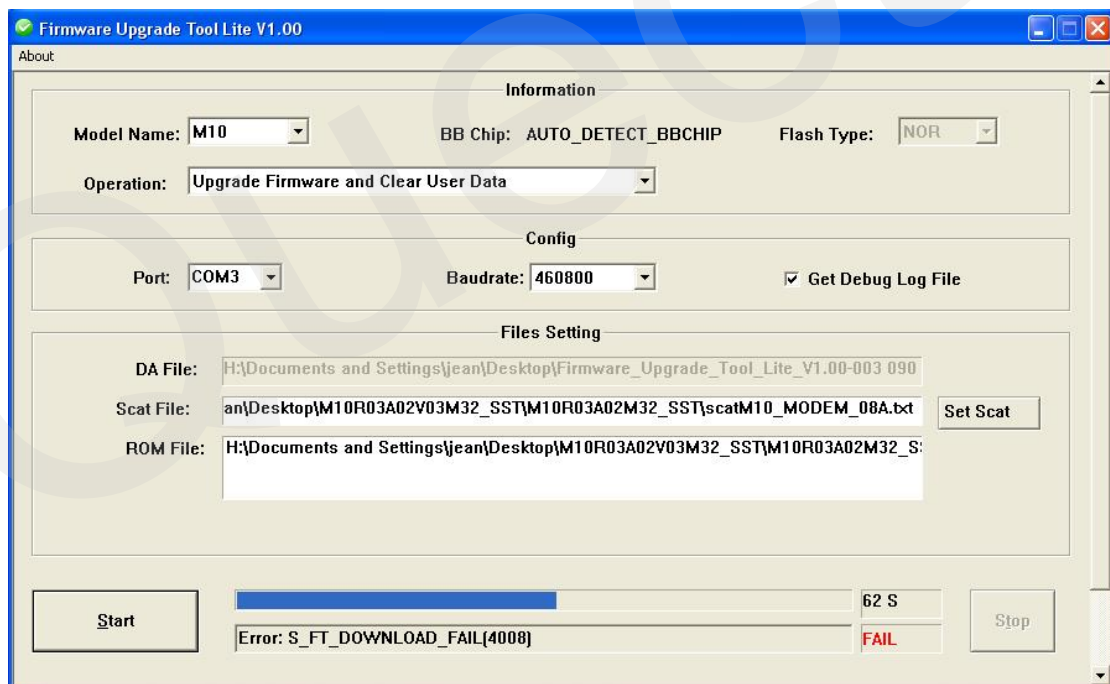 Firmware Upgrade Tool Lite V1.00
About
Information
Model Name: M10 BB Chip: AUTO_DETECT_BBCHIP Flash Type: NOR
Operation: Upgrade Firmware and Clear User Data
Config
Port: COM3 Baudrate: 460800 Get Debug Log File
Files Setting
DA File: H:\Documents and Settings\jean\Desktop\Firmware_Upgrade_Tool_Lite_V1.00-003 090
Scat File: an\Desktop\M10R03A02V03M32_SST\M10R03A02M32_SST\scatM10_MODEM_08A.txt Set Scat
ROM File: H:\Documents and Settings\jean\Desktop\M10R03A02V03M32_SST\M10R03A02M32_S
62 S
Start Stop
Error: S_FT_DOWNLOAD_FAIL(4008) FAIL